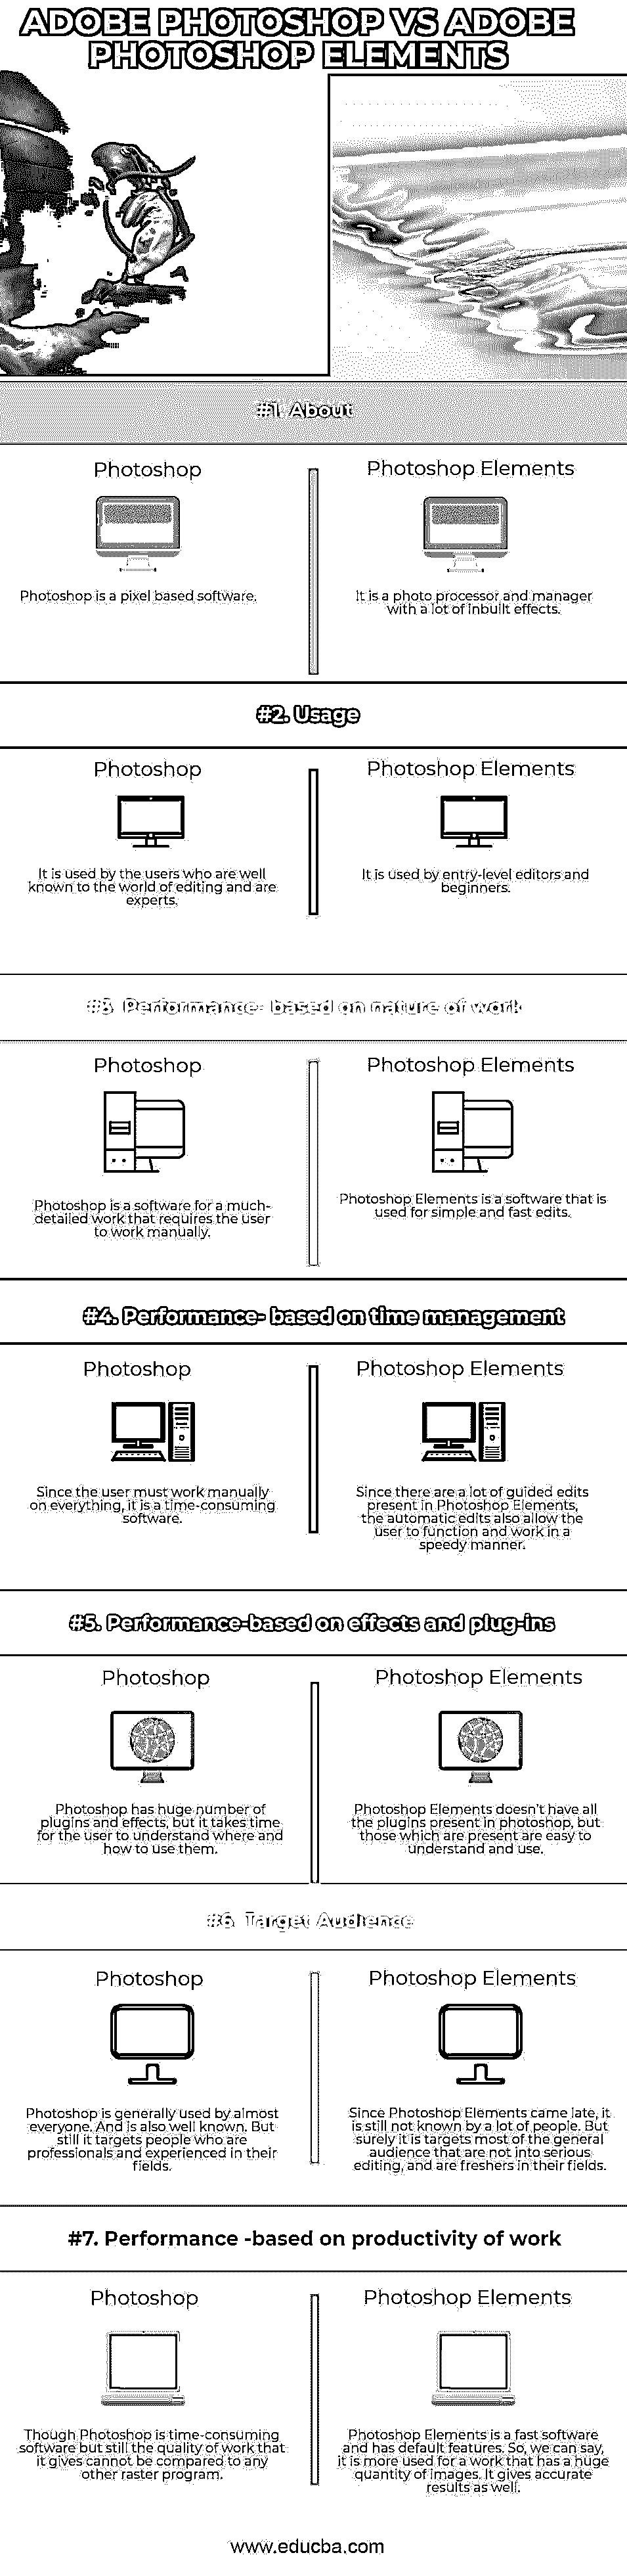 ADOBE PHOTOSHOP VS ADOBE
PHOTOSHOP ELEMENTS
#1. About
Photoshop
Photoshop is a pixel based software.
Photoshop Elements
It is a photo processor and manager
with a lot of inbuilt effects.
#2. Usage
Photoshop
It is used by the users who are well
known to the world of editing and are
experts.
Photoshop Elements
It is used by entry-level editors and
beginners.
#3. Performance- based on nature of work
Photoshop
Photoshop is a software for a much-
detailed work that requires the user
to work manually.
Photoshop Elements
Photoshop Elements is a software that is
used for simple and fast edits.
#4. Performance- based on time management
Photoshop
Since the user must work manually
on everything, it is a time-consuming
software.
Photoshop Elements
Since there are a lot of guided edits
present in Photoshop Elements,
the automatic edits also allow the
user to function and work in a
speedy manner.
#5. Performance-based on effects and plug-ins
Photoshop
Photoshop has huge number of
plugins and effects, but it takes time
for the user to understand where and
how to use them.
Photoshop Elements
Photoshop Elements doesn't have all
the plugins present in photoshop, but
those which are present are easy to
understand and use.
#6. Target Audience
Photoshop
Photoshop is generally used by almost
everyone. And is also well known. But
still it targets people who are
professionals and experienced in their
fields.
Photoshop Elements
Since Photoshop Elements came late, it
is still not known by a lot of people. But
surely it is targets most of the general
audience that are not into serious
editing, and are freshers in their fields.
#7. Performance -based on productivity of work
Photoshop
Though Photoshop is time-consuming
software but still the quality of work that
it gives cannot be compared to any
other raster program.
Photoshop Elements
Photoshop Elements is a fast software
and has default features. So, we can say,
it is more used for a work that has a huge
quantity of images. It gives accurate
results as well.
www.educba.com